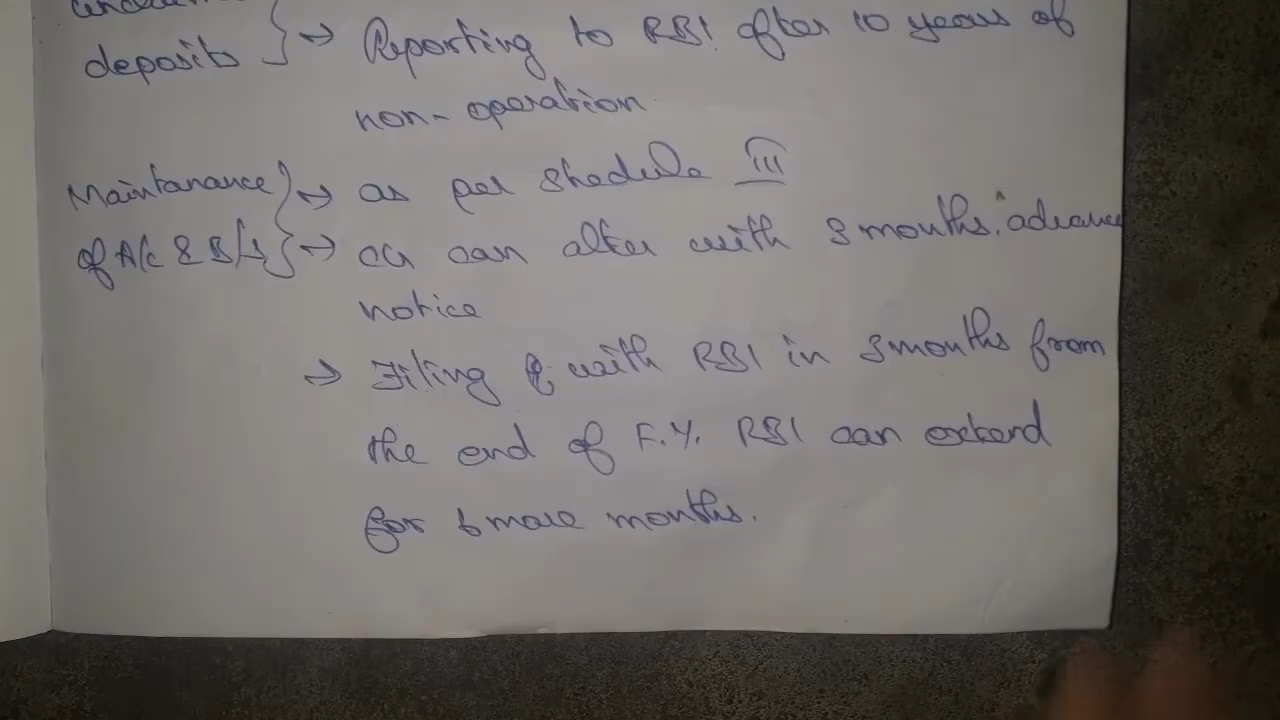 deposits } → Reporting to RBI after 10 years of
non-operation
Maintanance } → as per Shedule III
of A/c & B/s } → CG can alter with 3 months' advance
notice
→ Filing with RBI in 3 months from
the end of F.Y. RBI can extend
for 6 more months.